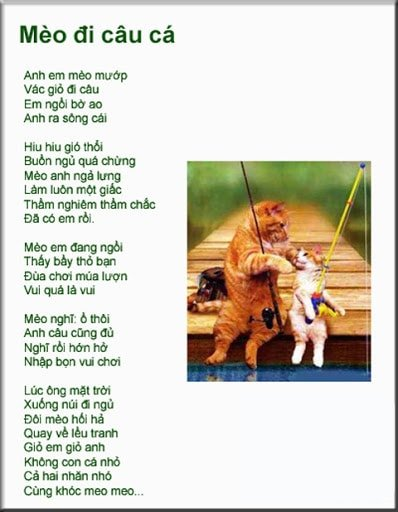 Mèo đi câu cá
Anh em mèo mướp
Vác giỏ đi câu
Em ngồi bờ ao
Anh ra sông cái
Hiu hiu gió thổi
Buồn ngủ quá chừng
Mèo anh ngả lưng
Làm luôn một giấc
Thầm nghiệm thầm chắc
Đã có em rồi.
Mèo em đang ngồi
Thấy bầy thỏ bạn
Đùa chơi múa lượn
Vui quá là vui
Mèo nghĩ: ồ thôi
Anh câu cũng đủ
Nghĩ rồi hớn hở
Nhập bọn vui chơi
Lúc ông mặt trời
Xuống núi đi ngủ
Đôi mèo hối hả
Quay về lều tranh
Giỏ em giỏ anh
Không con cá nhỏ
Cả hai nhăn nhó
Cùng khóc meo meo...